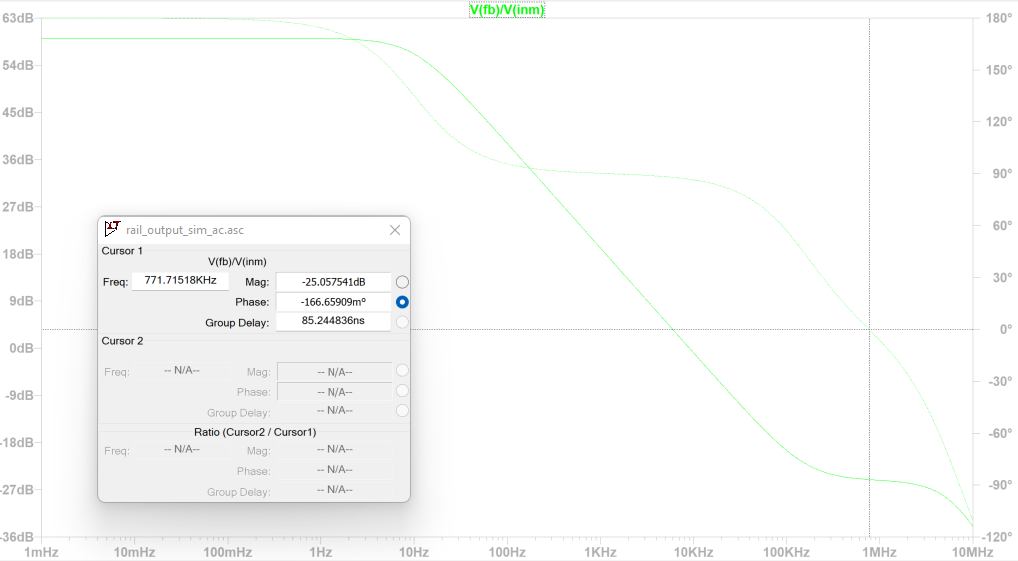 V(fb)/V(inm)
63dB
54dB
45dB
36dB
27dB
18dB
9dB
0dB
-9dB
-18dB
-27dB
-36dB
180°
150°
120°
90°
60°
30°
0°
-30°
-60°
-90°
-120°
1mHz 10mHz 100mHz 1Hz 10Hz 100Hz 1KHz 10KHz 100KHz 1MHz 10MHz
rail_output_sim_ac.asc
Cursor 1
V(fb)/V(inm)
Freq: 771.71518KHz Mag: -25.057541dB
Phase: -166.65909m°
Group Delay: 85.244836ns
Cursor 2
Freq: -- N/A-- Mag: -- N/A--
Phase: -- N/A--
Group Delay: -- N/A--
Ratio (Cursor2 / Cursor1)
Freq: -- N/A-- Mag: -- N/A--
Phase: -- N/A--
Group Delay: -- N/A--